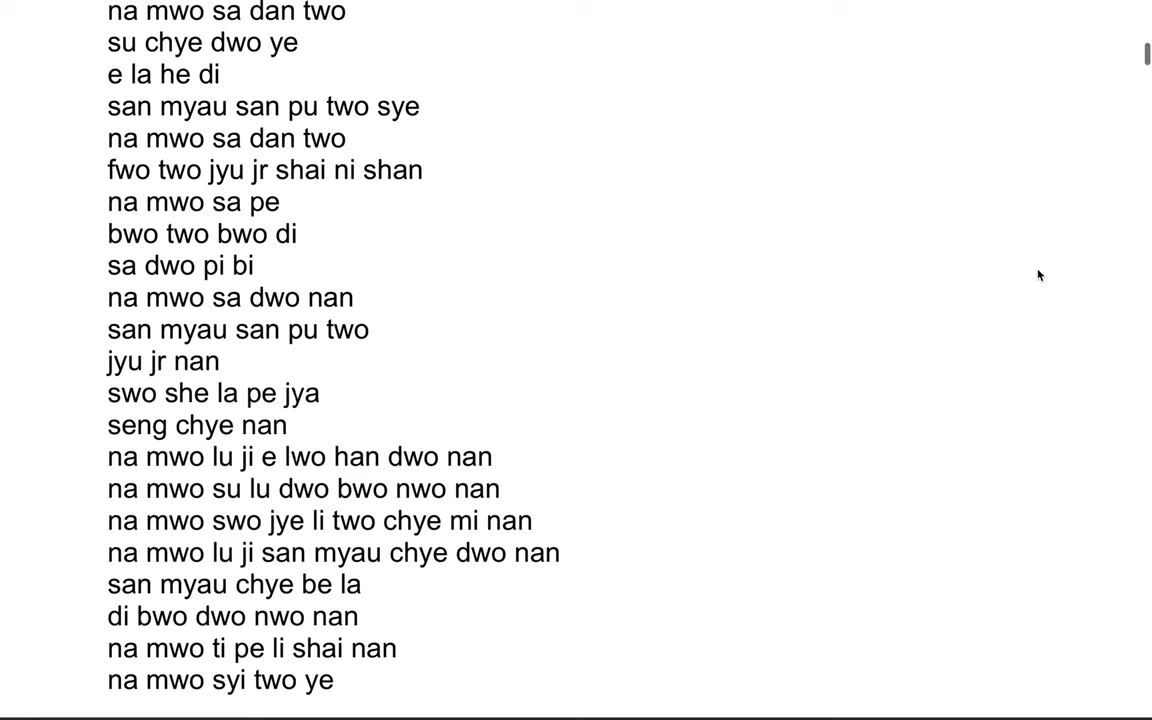 na mwo sa dan two
su chye dwo ye
e la he di
san myau san pu two sye
na mwo sa dan two
fwo two jyu jr shai ni shan
na mwo sa pe
bwo two bwo di
sa dwo pi bi
na mwo sa dwo nan
san myau san pu two
jyu jr nan
swo she la pe jya
seng chye nan
na mwo lu ji e lwo han dwo nan
na mwo su lu dwo bwo nwo nan
na mwo swo jye li two chye mi nan
na mwo lu ji san myau chye dwo nan
san myau chye be la
di bwo dwo nwo nan
na mwo ti pe li shai nan
na mwo syi two ye